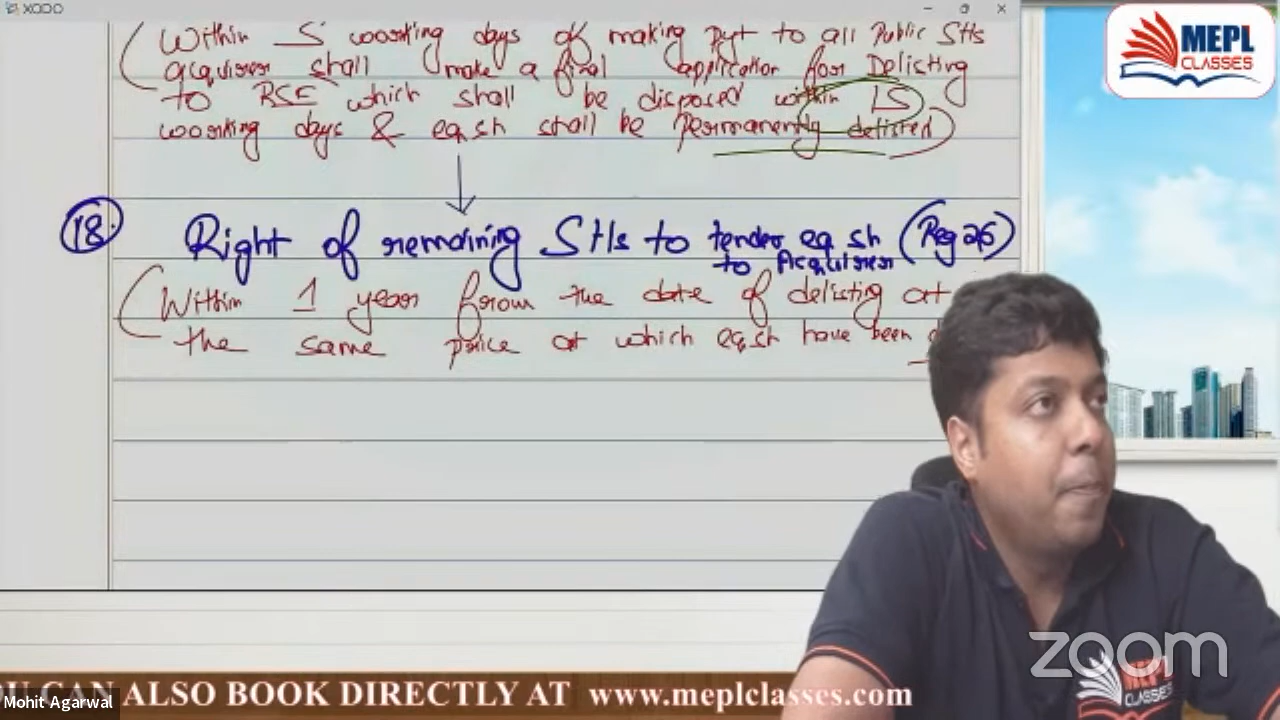 XODO
(Within 5 working days of making pyt to all Public SHs
acquirer shall make a final application for Delisting
to RSE which shall be disposed within 15
working days & eq sh shall be permanently delisted)
18. Right of remaining SHs to tender eq sh (Reg 26)
to Acquirer
(Within 1 year from the date of delisting at
the same price at which eq sh have been
MEPL
CLASSES
zoom
MEPL
CLASSES
U CAN ALSO BOOK DIRECTLY AT www.meplclasses.com
Mohit Agarwal